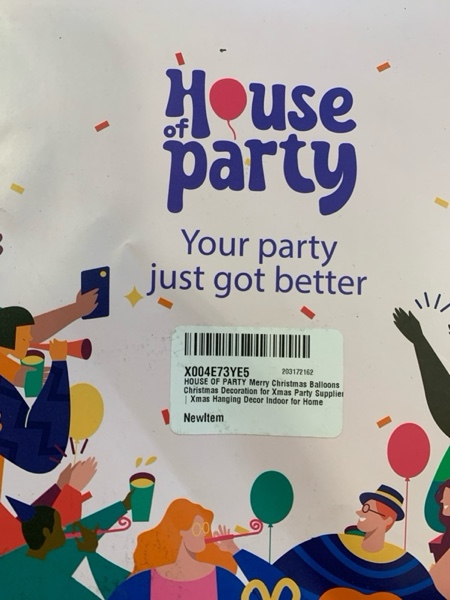 House
of
party
Your party
just got better
X004E73YE5 203172162
HOUSE OF PARTY Merry Christmas Balloons
Christmas Decoration for Xmas Party Supplier
| Xmas Hanging Decor Indoor for Home
NewItem